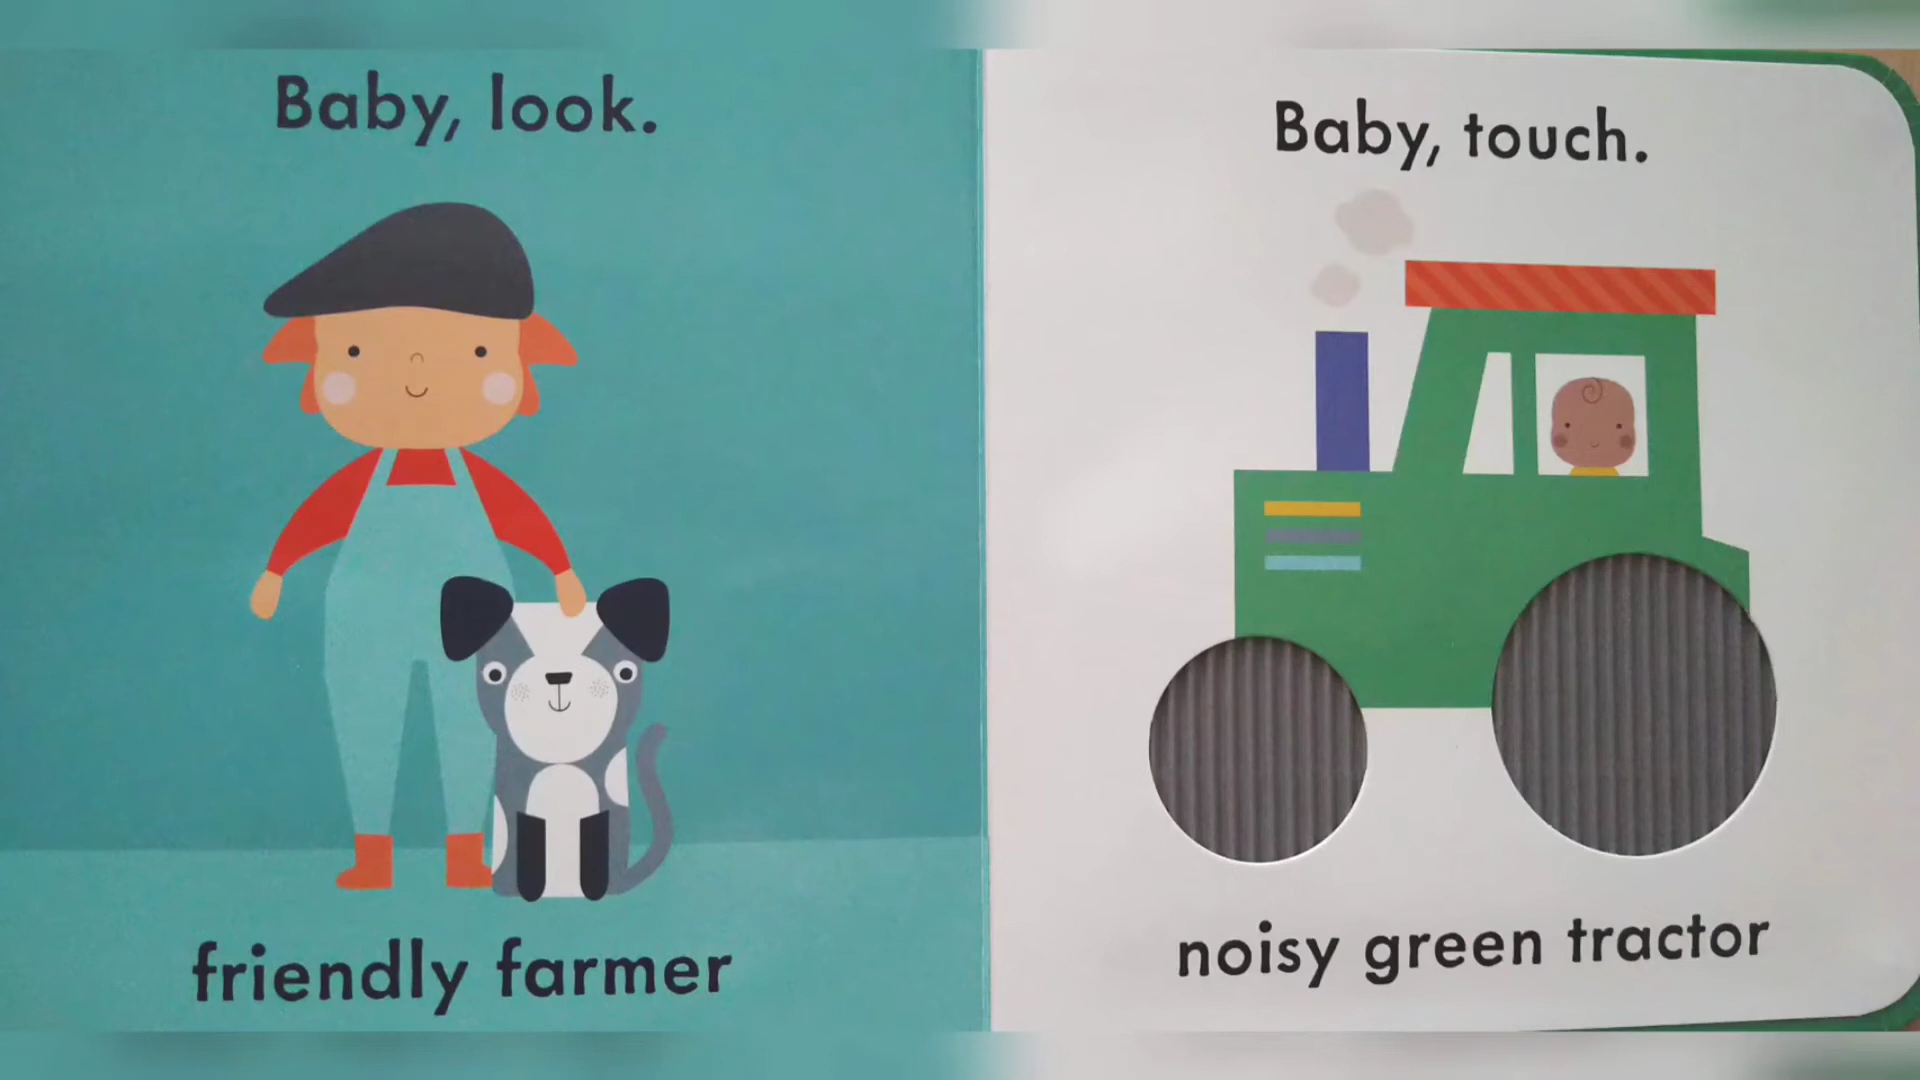 Baby, look.
friendly farmer
Baby, touch.
noisy green tractor